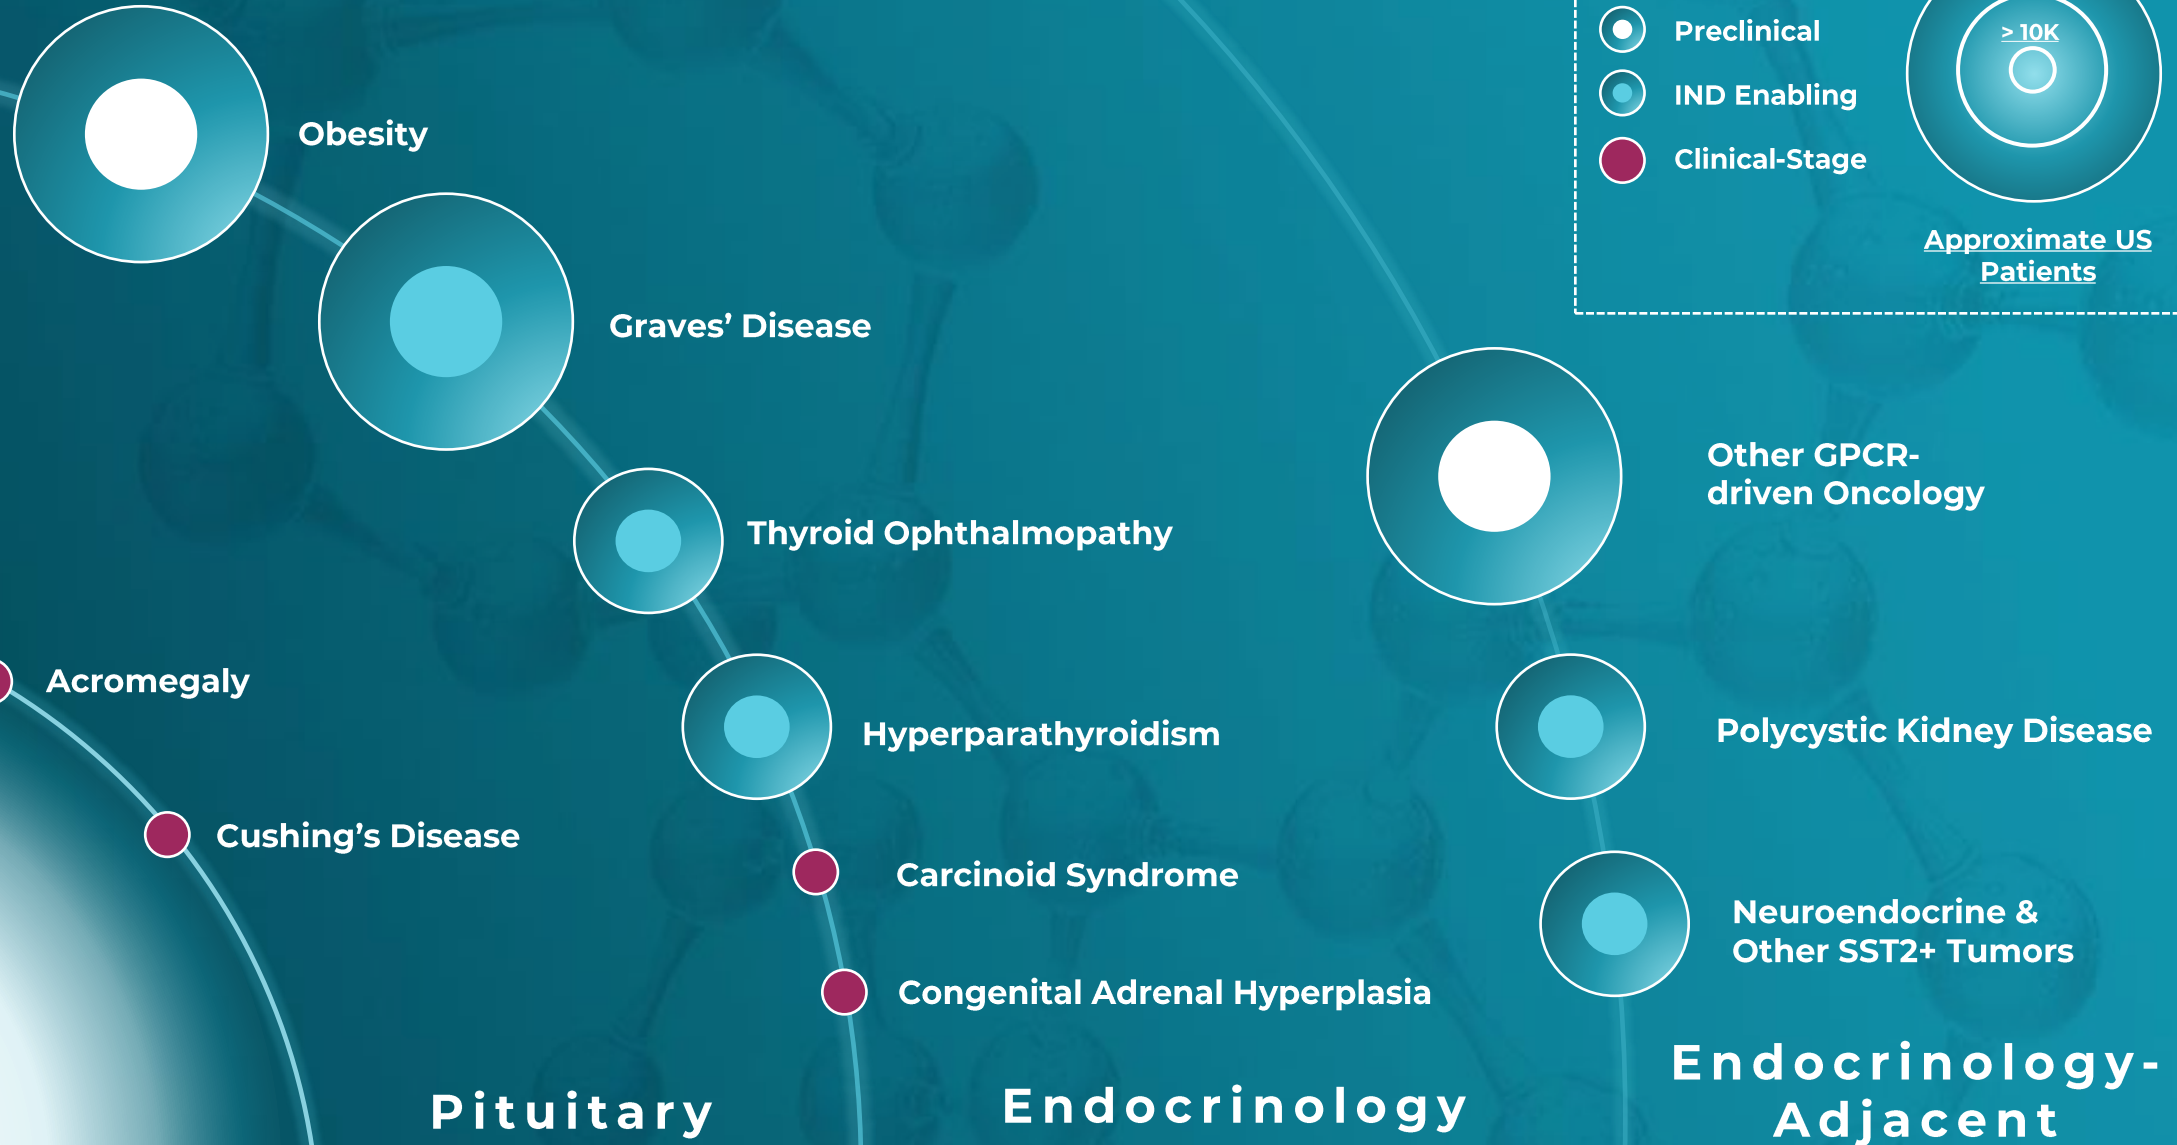 Preclinical
IND Enabling
Clinical-Stage
> 10K
Approximate US
Patients
Obesity
Graves’ Disease
Thyroid Ophthalmopathy
Hyperparathyroidism
Carcinoid Syndrome
Congenital Adrenal Hyperplasia
Acromegaly
Cushing’s Disease
Other GPCR-
driven Oncology
Polycystic Kidney Disease
Neuroendocrine &
Other SST2+ Tumors
Pituitary
Endocrinology
Endocrinology-
Adjacent